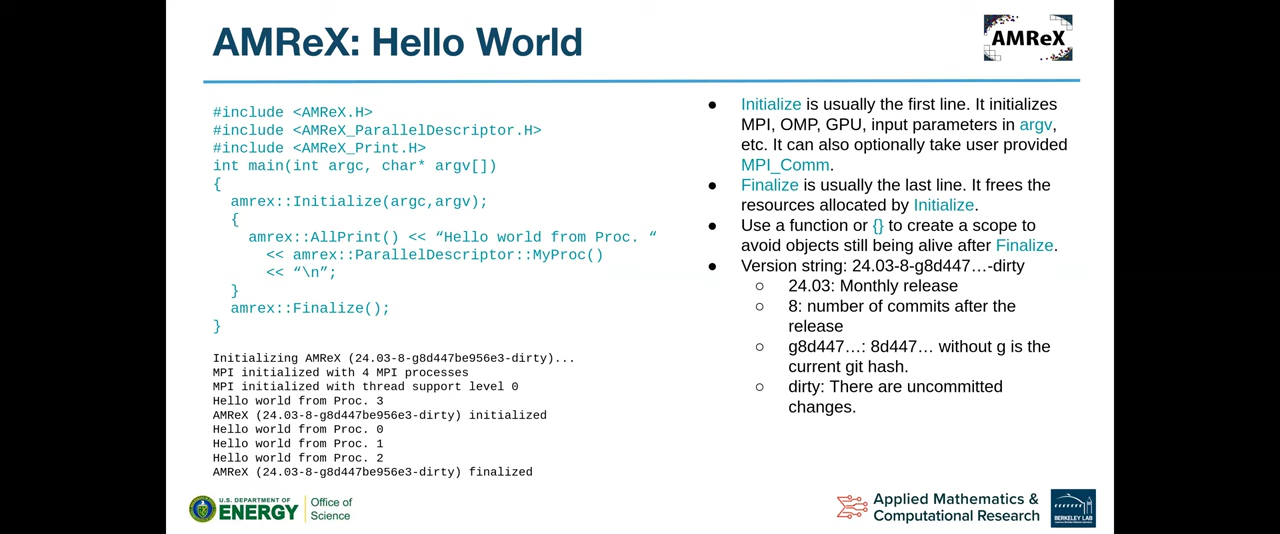 AMReX: Hello World
AMReX
#include <AMReX.H>
#include <AMReX_ParallelDescriptor.H>
#include <AMReX_Print.H>
int main(int argc, char* argv[])
{
  amrex::Initialize(argc,argv);
  {
    amrex::AllPrint() << “Hello world from Proc. “
      << amrex::ParallelDescriptor::MyProc()
      << “\n”;
  }
  amrex::Finalize();
}
Initializing AMReX (24.03-8-g8d447be956e3-dirty)...
MPI initialized with 4 MPI processes
MPI initialized with thread support level 0
Hello world from Proc. 3
AMReX (24.03-8-g8d447be956e3-dirty) initialized
Hello world from Proc. 0
Hello world from Proc. 1
Hello world from Proc. 2
AMReX (24.03-8-g8d447be956e3-dirty) finalized
● Initialize is usually the first line. It initializes
MPI, OMP, GPU, input parameters in argv,
etc. It can also optionally take user provided
MPI_Comm.
● Finalize is usually the last line. It frees the
resources allocated by Initialize.
● Use a function or {} to create a scope to
avoid objects still being alive after Finalize.
● Version string: 24.03-8-g8d447…-dirty
○ 24.03: Monthly release
○ 8: number of commits after the
release
○ g8d447…: 8d447… without g is the
current git hash.
○ dirty: There are uncommitted
changes.
U.S. DEPARTMENT OF
ENERGY
Office of
Science
Applied Mathematics &
Computational Research
BERKELEY LAB